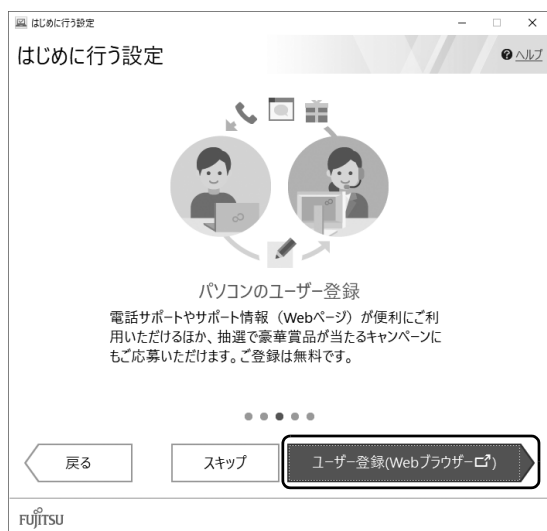 はじめに行う設定
はじめに行う設定
ヘルプ
パソコンのユーザー登録
電話サポートやサポート情報（Webページ）が便利にご利
用いただけるほか、抽選で豪華賞品が当たるキャンペーンに
もご応募いただけます。ご登録は無料です。
戻る
スキップ
ユーザー登録(Webブラウザー)
FUJITSU